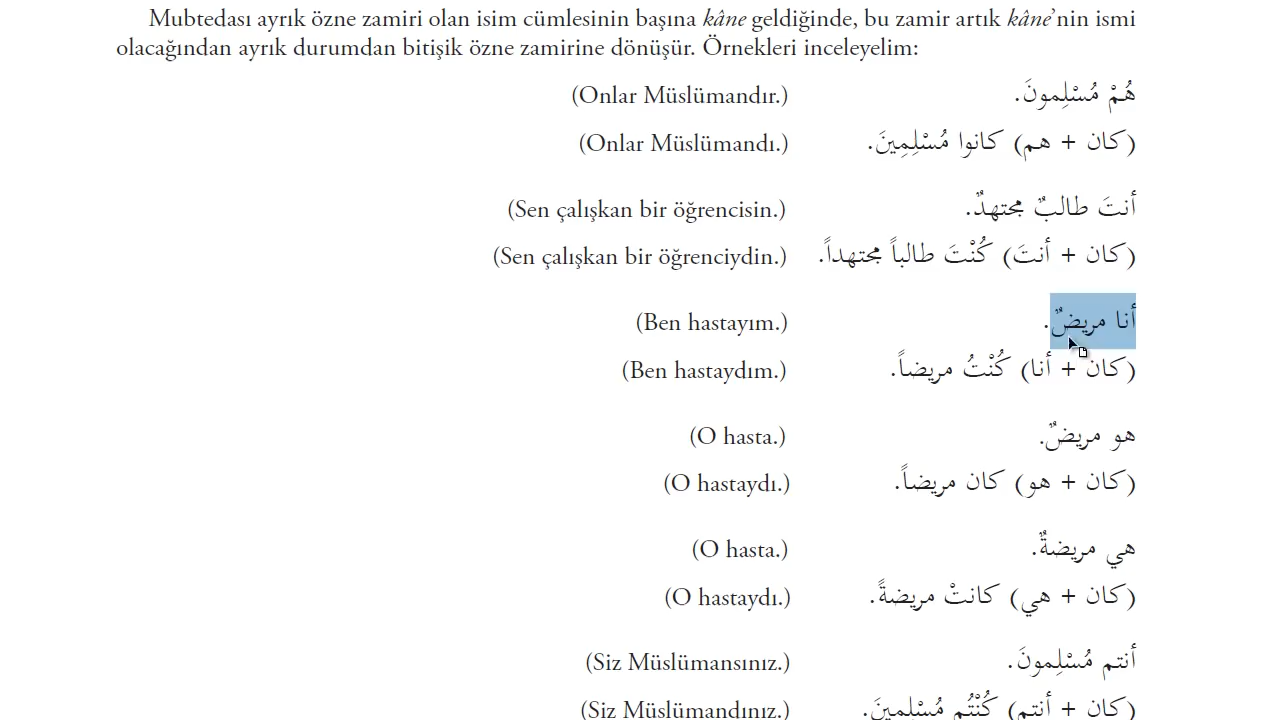 Mubtedası ayrık özne zamiri olan isim cümlesinin başına kâne geldiğinde, bu zamir artık kâne’nin ismi
olacağından ayrık durumdan bitişik özne zamirine dönüşür. Örnekleri inceleyelim:
(Onlar Müslümandır.) هُمْ مُسْلِمونَ.
(Onlar Müslümandı.) (كان + هم) كانوا مُسْلِمِينَ.
(Sen çalışkan bir öğrencisin.) أنتَ طالبٌ مجتهدٌ.
(Sen çalışkan bir öğrenciydin.) (كان + أنتَ) كُنْتَ طالباً مجتهداً.
(Ben hastayım.) أنا مريضٌ.
(Ben hastaydım.) (كان + أنا) كُنْتُ مريضاً.
(O hasta.) هو مريضٌ.
(O hastaydı.) (كان + هو) كان مريضاً.
(O hasta.) هي مريضةٌ.
(O hastaydı.) (كان + هي) كانتْ مريضةً.
(Siz Müslümansınız.) أنتم مُسْلِمونَ.
(Siz Müslümandınız.) (كان + أنتم) كُنْتُم مُسْلمينَ.